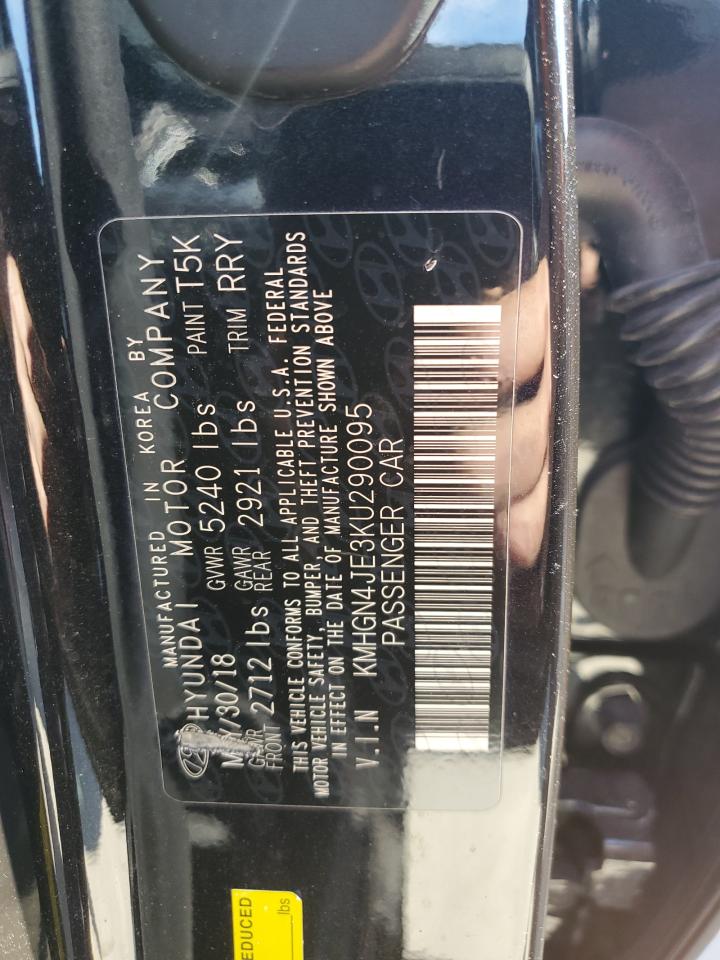 MANUFACTURED IN KOREA BY
HYUNDAI MOTOR COMPANY
MAY/30/18 GVWR 5240 lbs PAINT T5K
GAWR FRONT 2712 lbs GAWR REAR 2921 lbs TRIM RRY
THIS VEHICLE CONFORMS TO ALL APPLICABLE U.S.A. FEDERAL
MOTOR VEHICLE SAFETY, BUMPER, AND THEFT PREVENTION STANDARDS
IN EFFECT ON THE DATE OF MANUFACTURE SHOWN ABOVE
V.I.N KMHGN4JE3KU290095
PASSENGER CAR
EDUCED
lbs